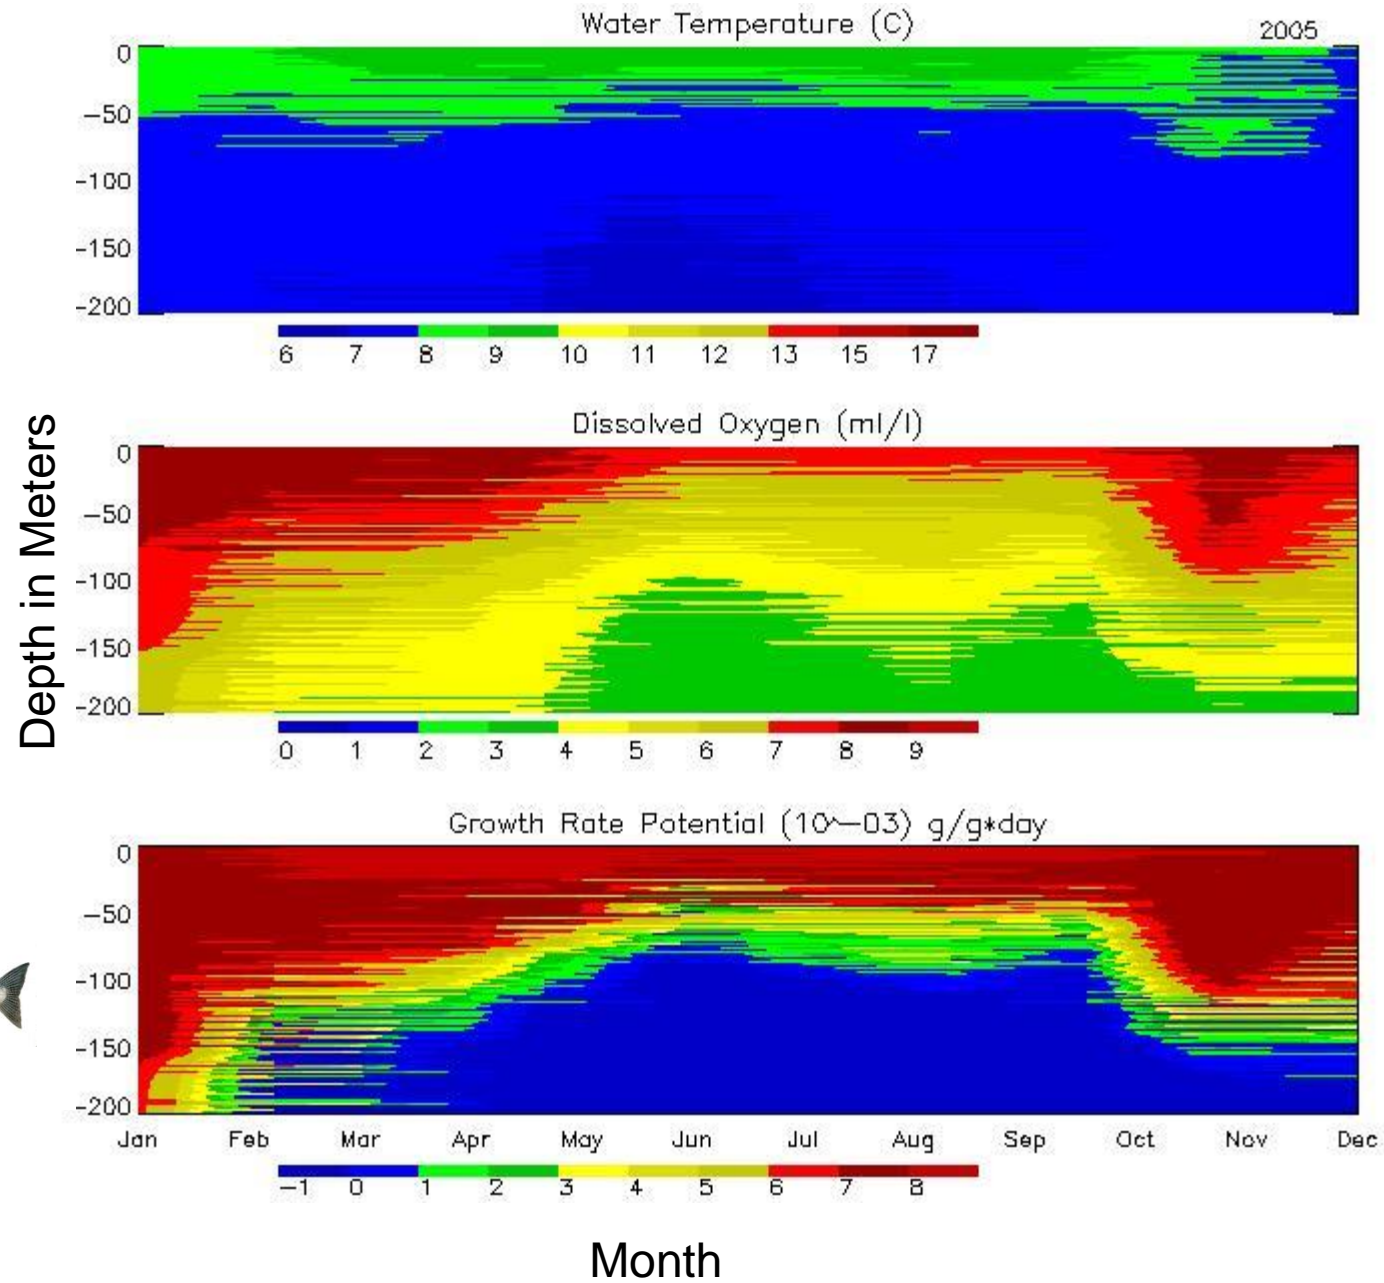 Water Temperature (C)
2005
0
-50
-100
-150
-200
6 7 8 9 10 11 12 13 15 17
Dissolved Oxygen (ml/l)
0
-50
-100
-150
-200
0 1 2 3 4 5 6 7 8 9
Growth Rate Potential (10^-03) g/g*day
0
-50
-100
-150
-200
Jan Feb Mar Apr May Jun Jul Aug Sep Oct Nov Dec
-1 0 1 2 3 4 5 6 7 8
Depth in Meters
Month